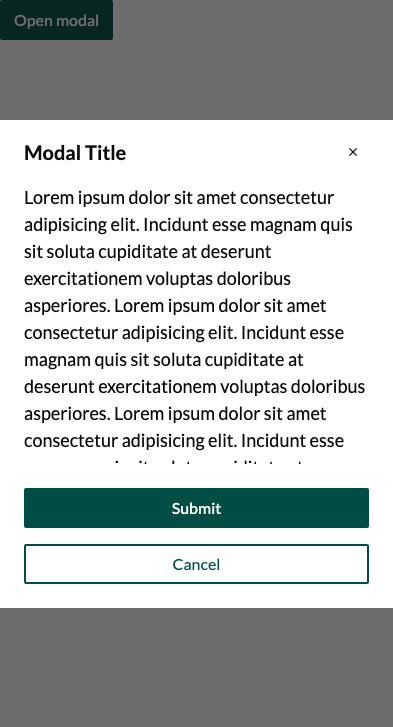 Open modal
Modal Title
×
Lorem ipsum dolor sit amet consectetur
adipisicing elit. Incidunt esse magnam quis
sit soluta cupiditate at deserunt
exercitationem voluptas doloribus
asperiores. Lorem ipsum dolor sit amet
consectetur adipisicing elit. Incidunt esse
magnam quis sit soluta cupiditate at
deserunt exercitationem voluptas doloribus
asperiores. Lorem ipsum dolor sit amet
consectetur adipisicing elit. Incidunt esse
Submit
Cancel